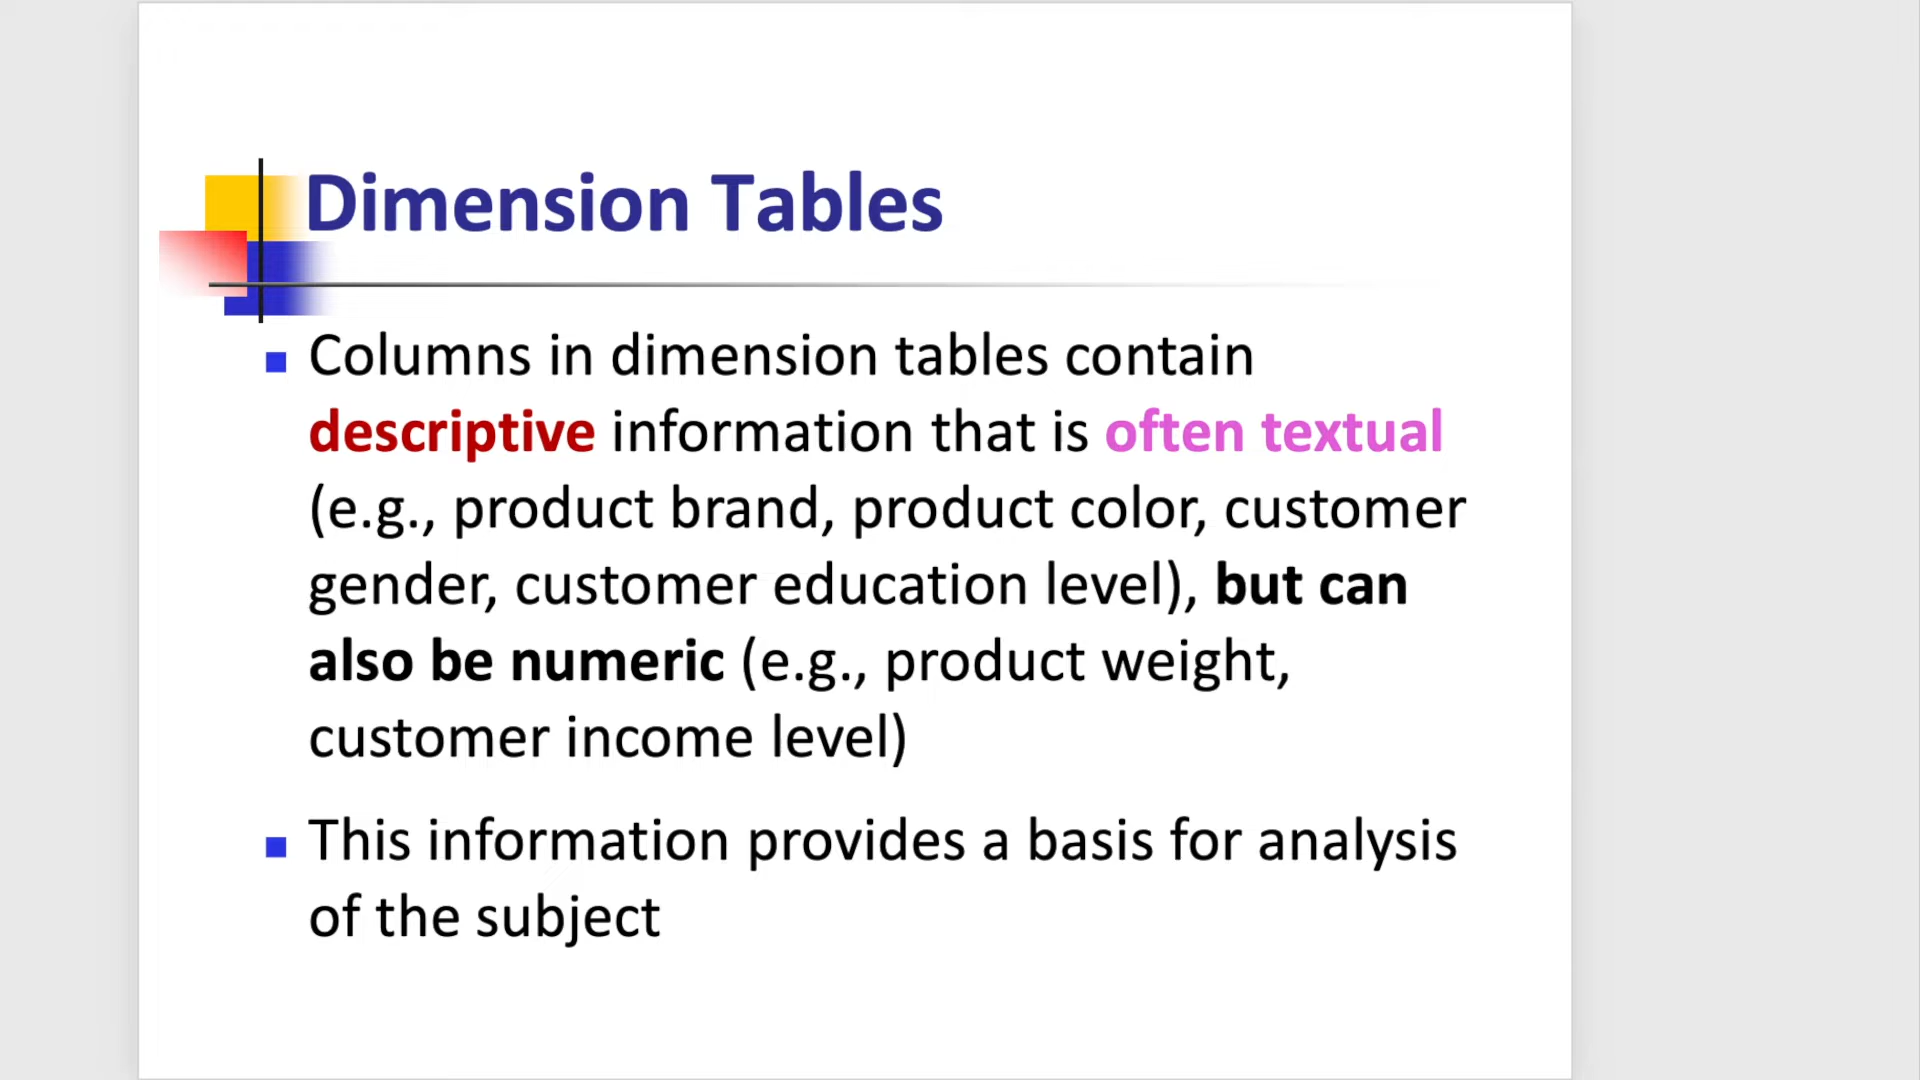 Dimension Tables
Columns in dimension tables contain
descriptive information that is often textual
(e.g., product brand, product color, customer
gender, customer education level), but can
also be numeric (e.g., product weight,
customer income level)
This information provides a basis for analysis
of the subject